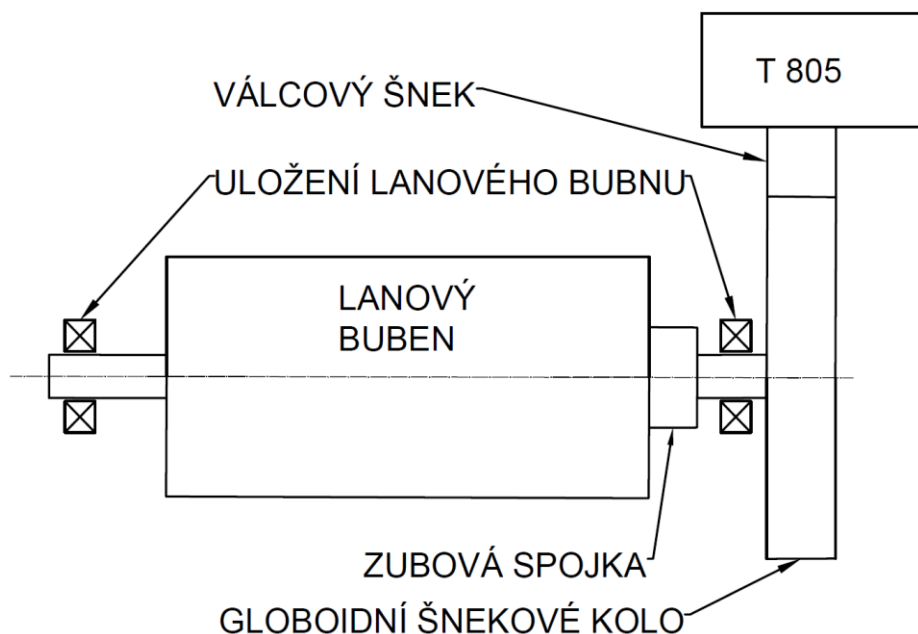 T 805
VÁLCOVÝ ŠNEK
ULOŽENÍ LANOVÉHO BUBNU
LANOVÝ
BUBEN
ZUBOVÁ SPOJKA
GLOBOIDNÍ ŠNEKOVÉ KOLO